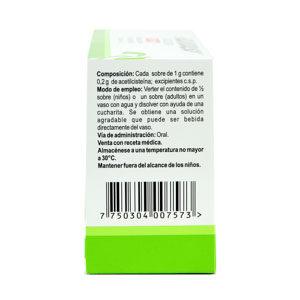 Composición: Cada sobre de 1 g contiene
0,2 g de acetilcisteína; excipientes c.s.p.
Modo de empleo: Verter el contenido de ½
sobre (niños) o un sobre (adultos) en un
vaso con agua y disolver con ayuda de una
cucharita. Se obtiene una solución
agradable que puede ser bebida
directamente del vaso.
Vía de administración: Oral.
Venta con receta médica.
Almacénese a una temperatura no mayor
a 30°C.
Mantener fuera del alcance de los niños.
7 750304 007573 >